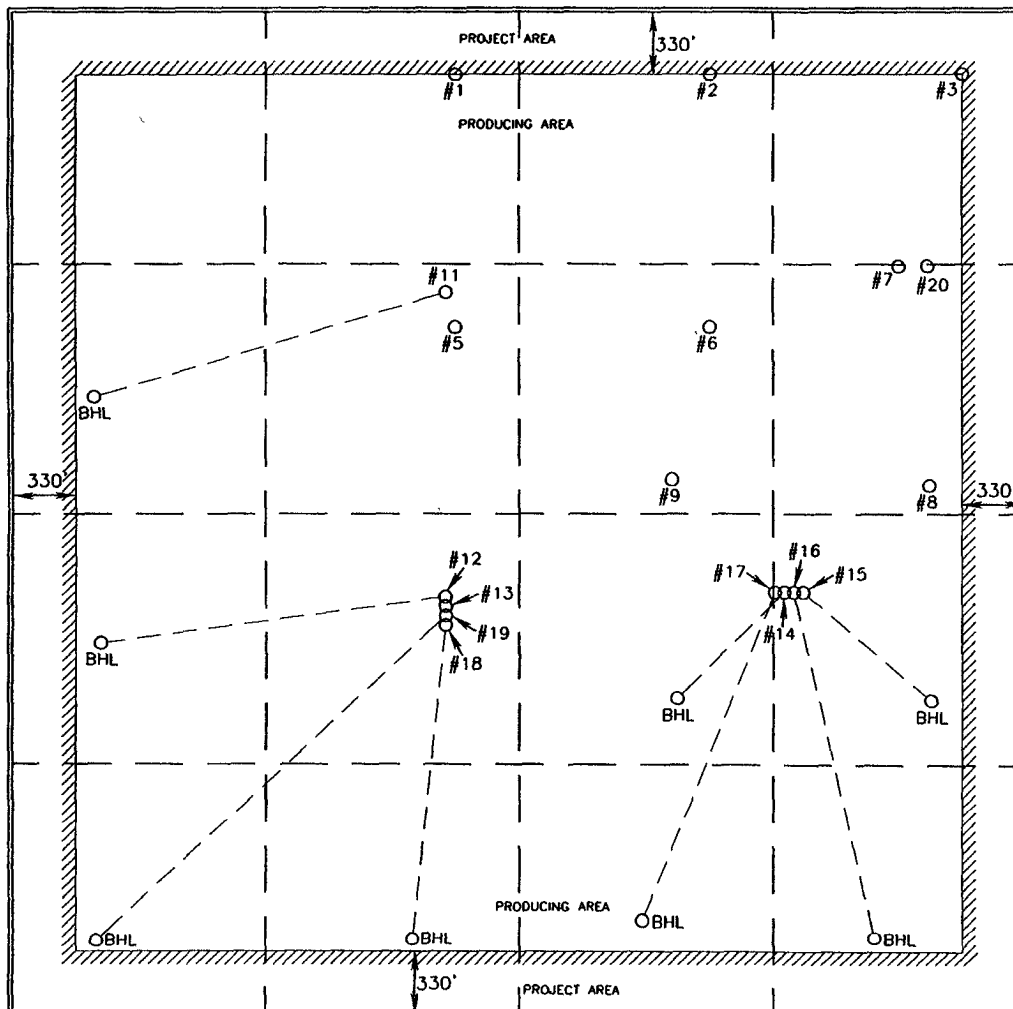 PROJECT AREA
330'
#1
#2
#3
PRODUCING AREA
#11
#7
#20
#5
#6
BHL
330'
#9
#8
330
#12
#16
#17
#15
#13
#14
#19
#18
BHL
BHL
BHL
PRODUCING AREA
BHL
BHL
BHL
BHL
330'
PROJECT AREA